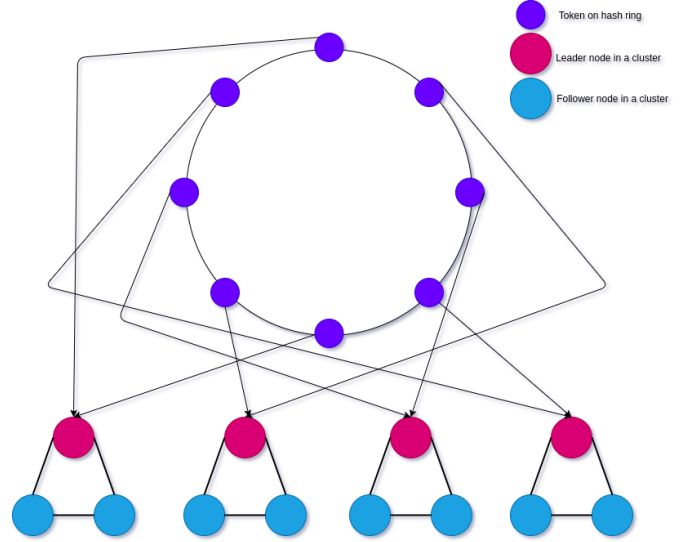 Token on hash ring
Leader node in a cluster
Follower node in a cluster